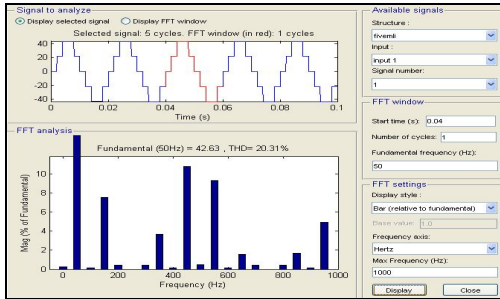 Signal to analyze
Display selected signal
Display FFT window
Selected signal: 5 cycles. FFT window (in red): 1 cycles
40
20
0
-20
-40
0
0.02
0.04
0.06
0.08
0.1
Time (s)
FFT analysis
Fundamental (50Hz) = 42.63 , THD= 20.31%
Mag (% of Fundamental)
10
8
6
4
2
0
0
200
400
600
800
1000
Frequency (Hz)
Available signals
Structure :
fivemli
Input :
input 1
Signal number:
1
FFT window
Start time (s): 0.04
Number of cycles: 1
Fundamental frequency (Hz):
50
FFT settings
Display style :
Bar (relative to fundamental)
Base value: 1.0
Frequency axis:
Hertz
Max Frequency (Hz):
1000
Display
Close